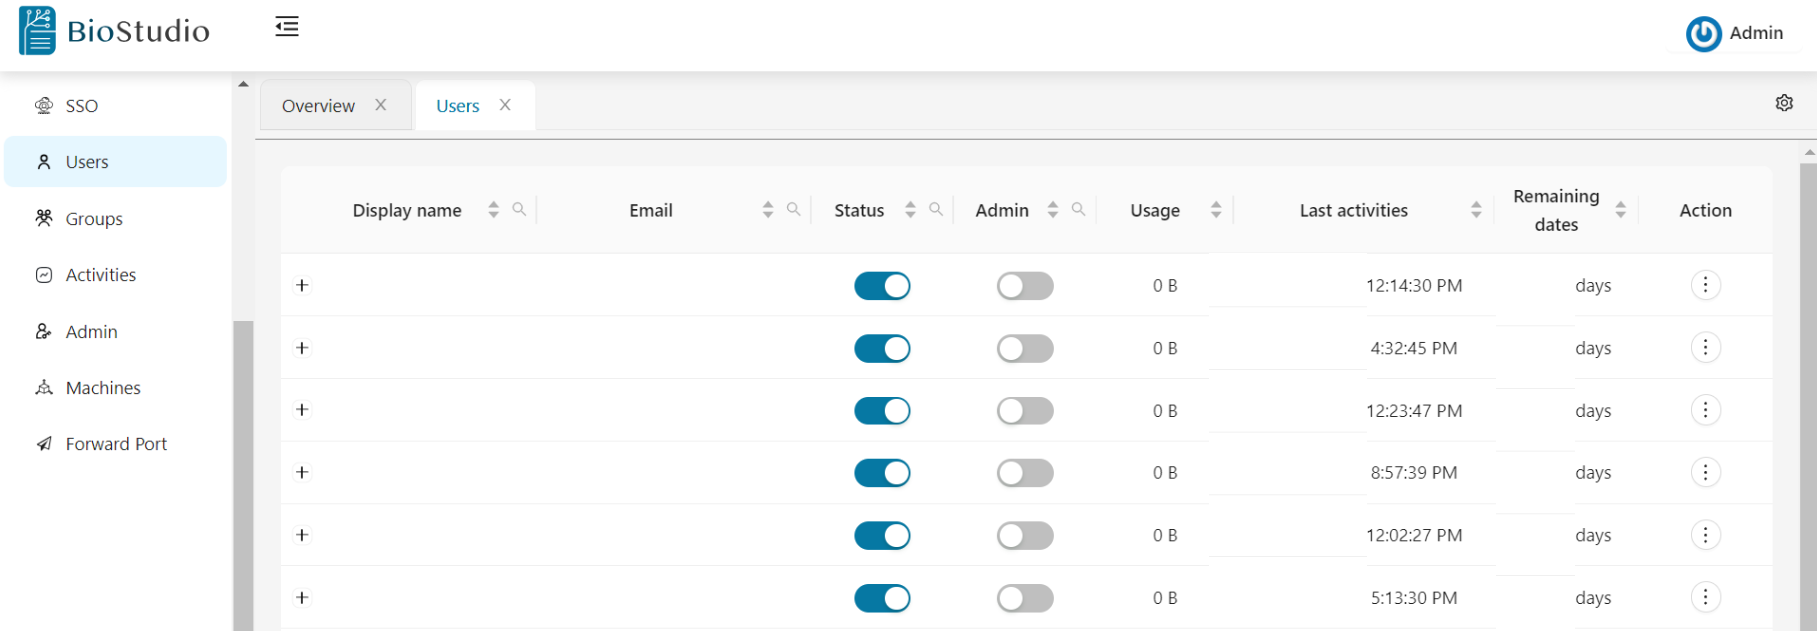 BioStudio
Admin
SSO
Users
Groups
Activities
Admin
Machines
Forward Port
Overview
Users
Display name Email Status Admin Usage Last activities Remaining dates Action
0 B 12:14:30 PM days
0 B 4:32:45 PM days
0 B 12:23:47 PM days
0 B 8:57:39 PM days
0 B 12:02:27 PM days
0 B 5:13:30 PM days